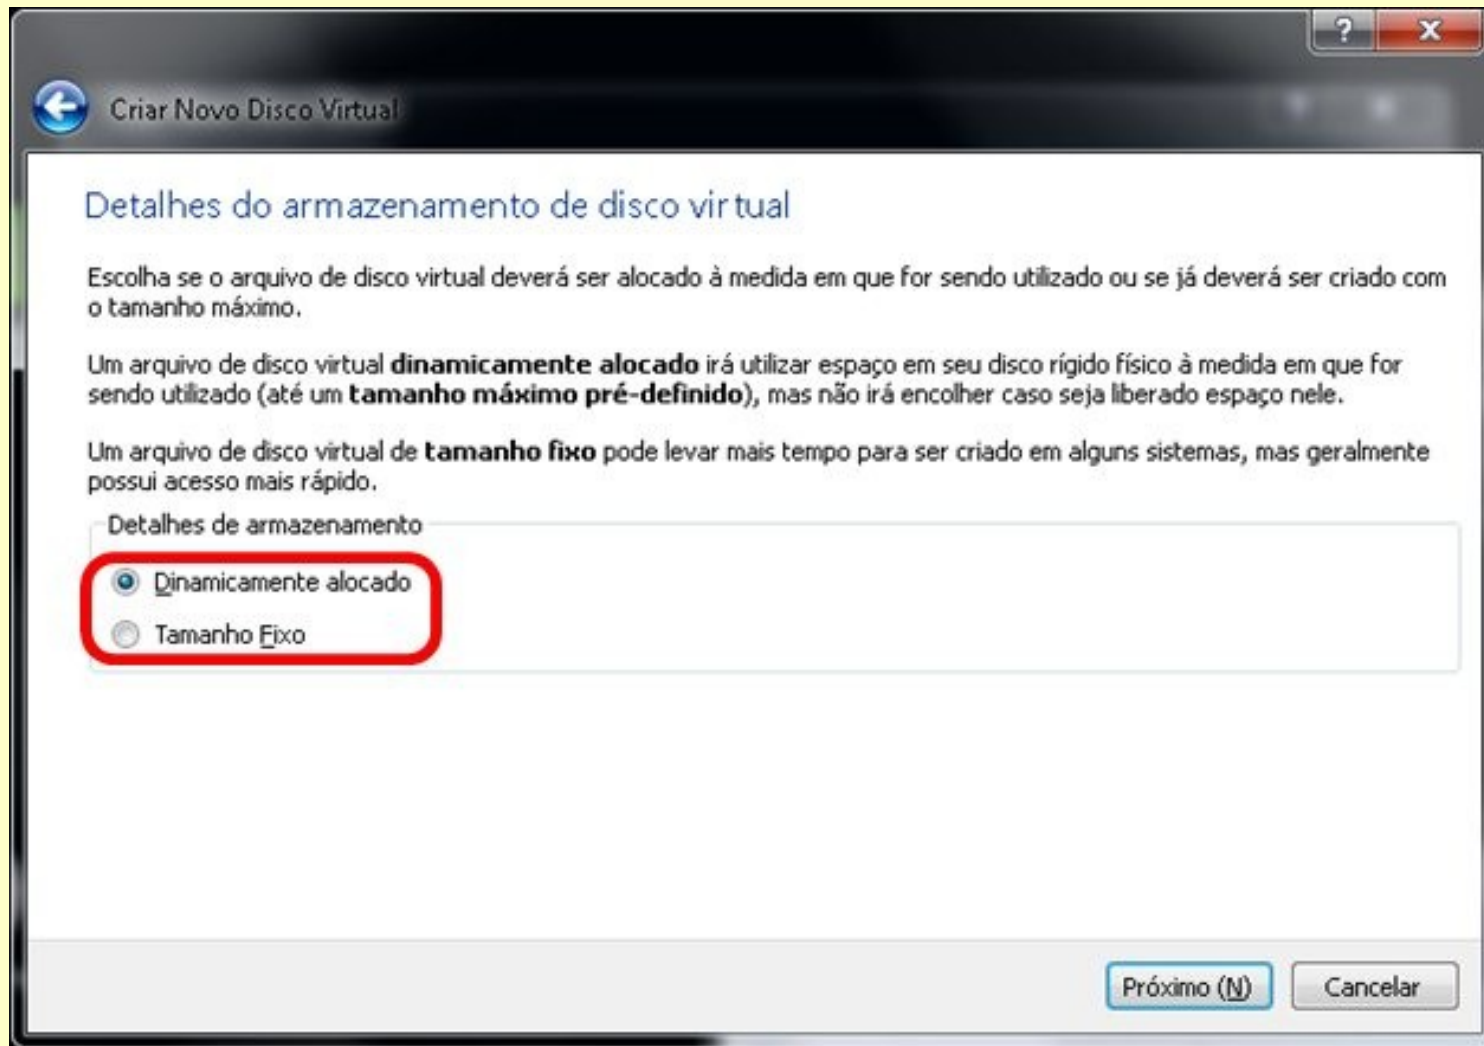 ?
x
Criar Novo Disco Virtual
Detalhes do armazenamento de disco virtual
Escolha se o arquivo de disco virtual deverá ser alocado à medida em que for sendo utilizado ou se já deverá ser criado com
o tamanho máximo.
Um arquivo de disco virtual dinamicamente alocado irá utilizar espaço em seu disco rígido físico à medida em que for
sendo utilizado (até um tamanho máximo pré-definido), mas não irá encolher caso seja liberado espaço nele.
Um arquivo de disco virtual de tamanho fixo pode levar mais tempo para ser criado em alguns sistemas, mas geralmente
possui acesso mais rápido.
Detalhes de armazenamento
Dinamicamente alocado
Tamanho Fixo
Próximo (N)
Cancelar